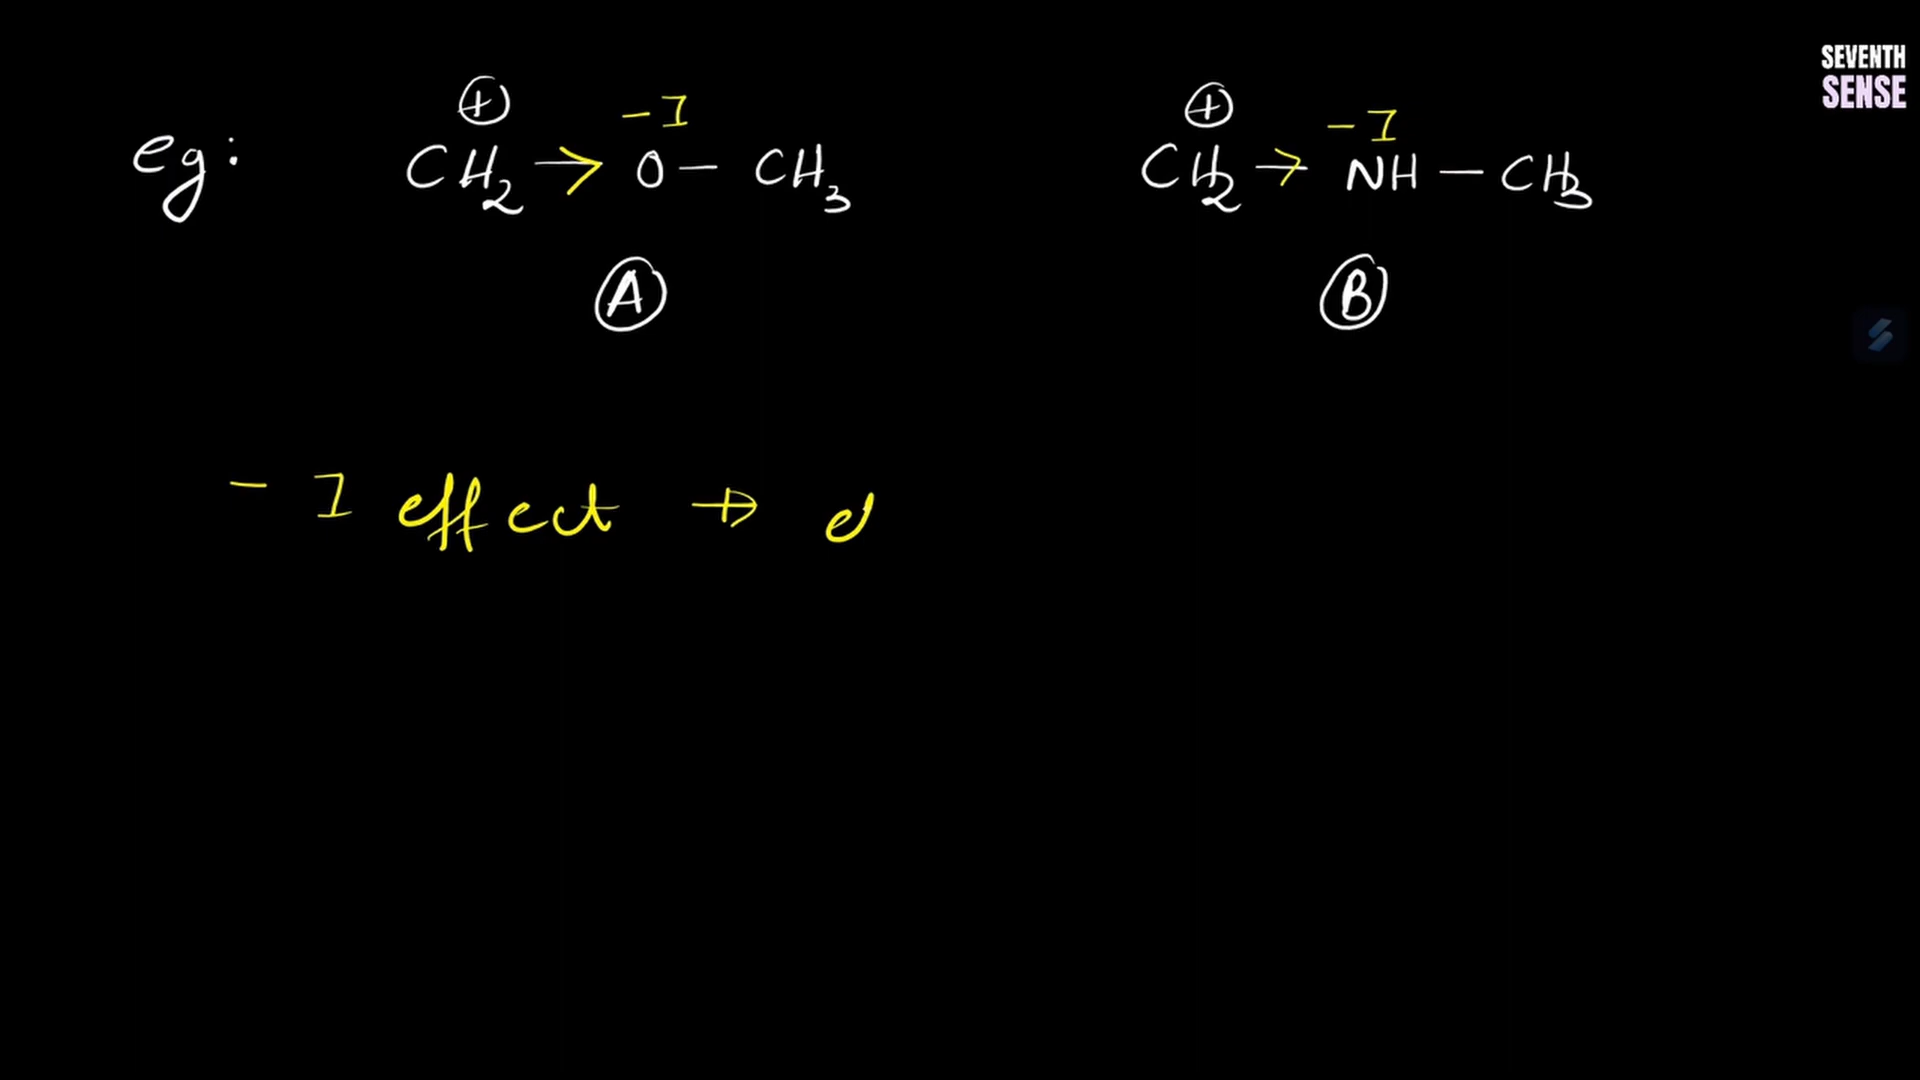 SEVENTH
SENSE
eg: CH₂⊕ → O – CH₃ -I
CH₂⊕ → NH – CH₃ -I
Ⓐ Ⓑ
- I effect → e